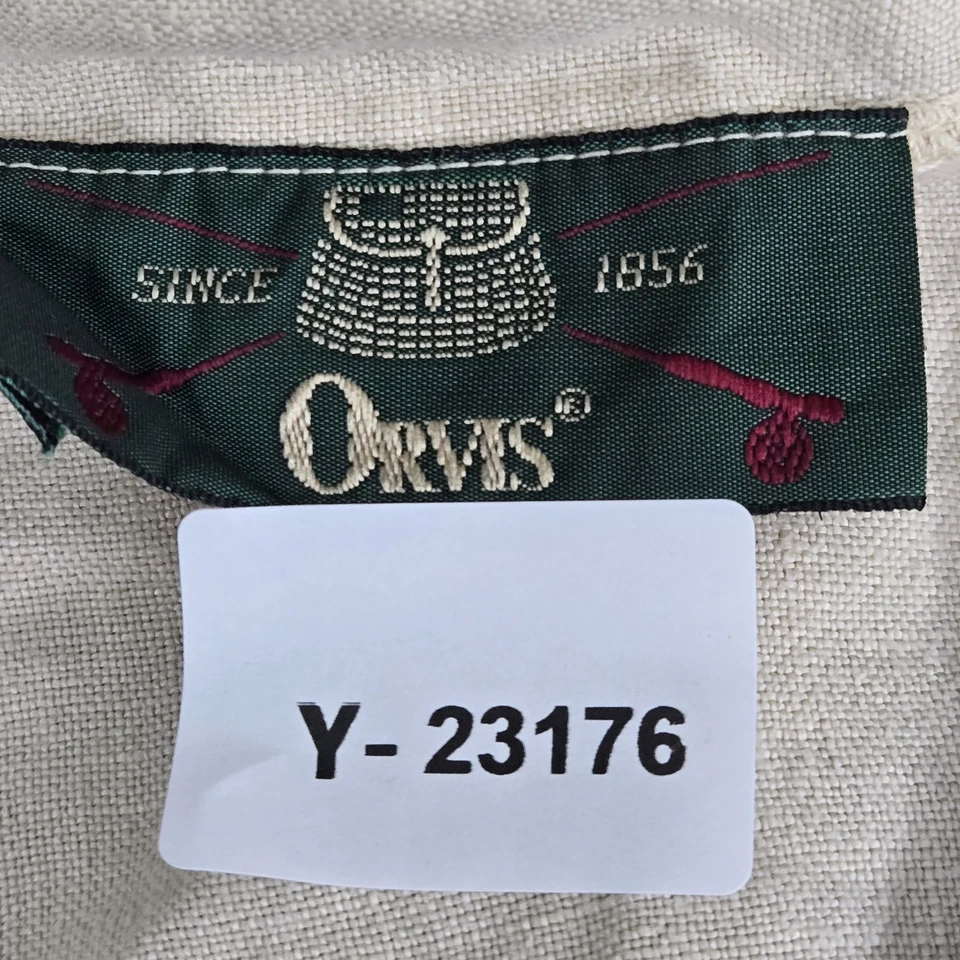 SINCE 1856
ORVIS®
Y- 23176